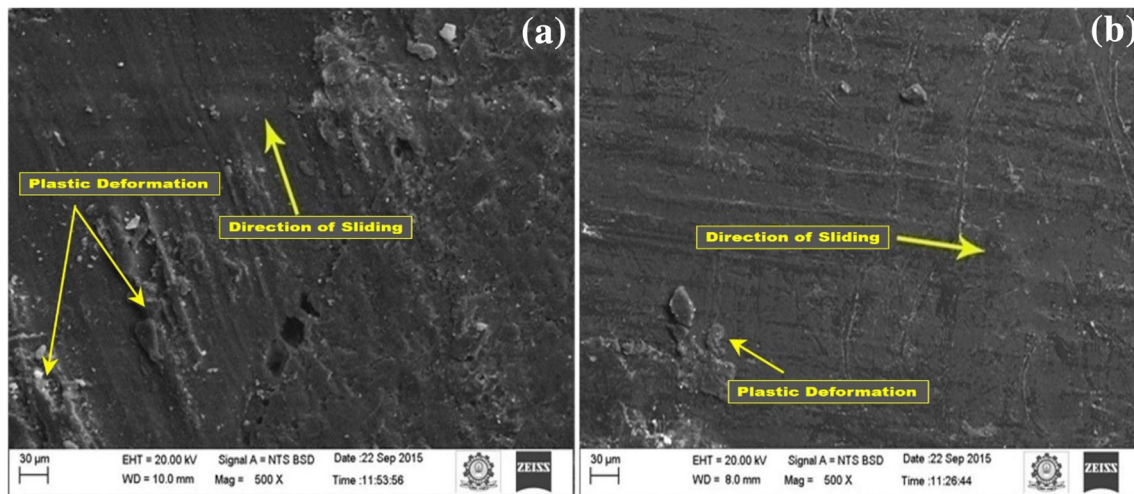 (a)
Plastic Deformation
Direction of Sliding
30 µm
EHT = 20.00 kV
Signal A = NTS BSD
Date :22 Sep 2015
WD = 10.0 mm
Mag = 500 X
Time :11:53:56
ZEISS
(b)
Direction of Sliding
Plastic Deformation
30 µm
EHT = 20.00 kV
Signal A = NTS BSD
Date :22 Sep 2015
WD = 8.0 mm
Mag = 500 X
Time :11:26:44
ZEISS